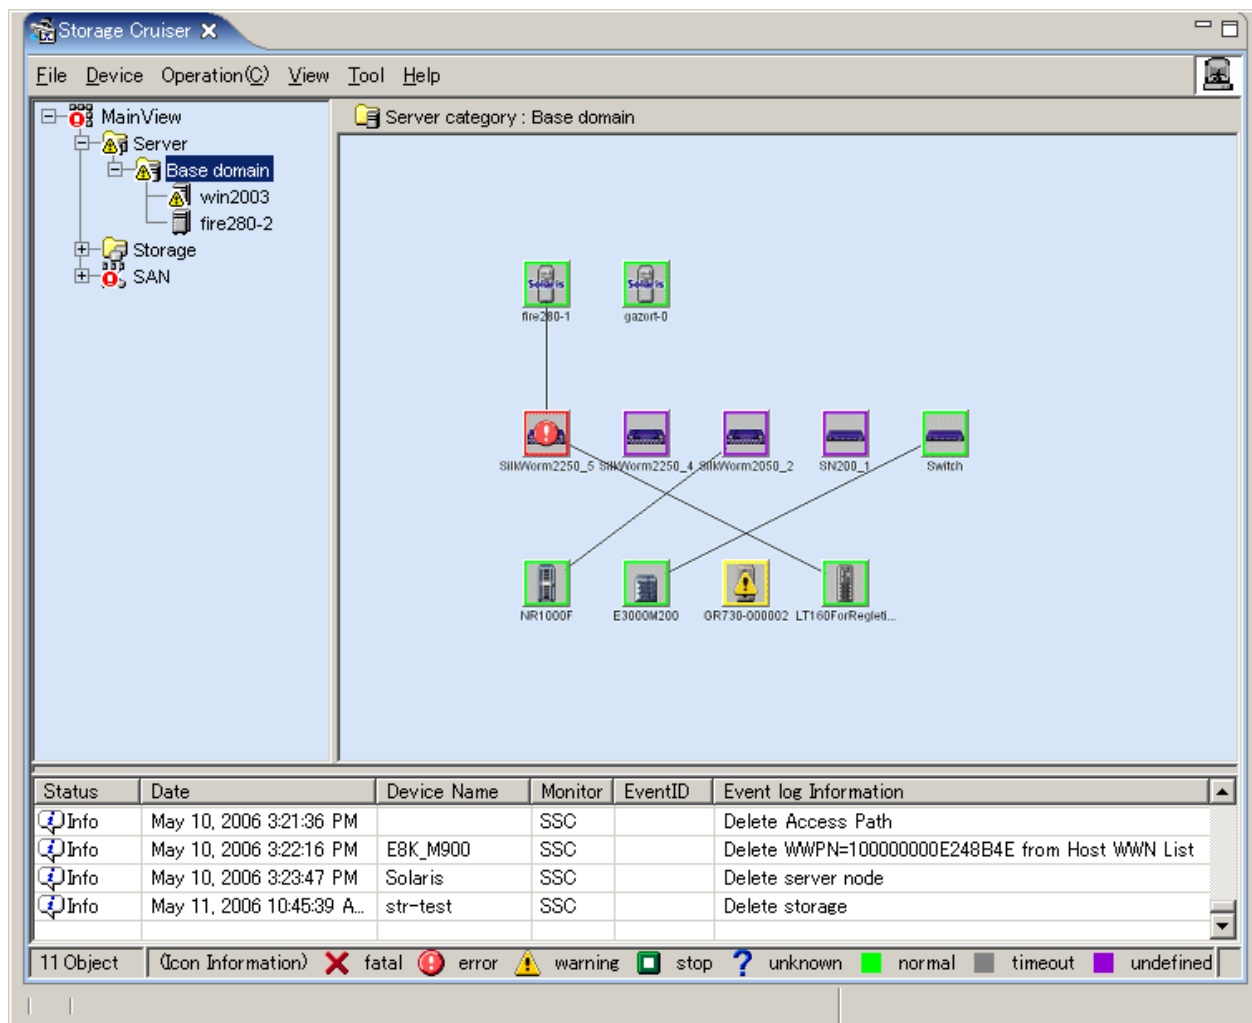 Storage Cruiser
File Device Operation(C) View Tool Help
MainView
Server
Base domain
win2003
fire280-2
Storage
SAN
Server category : Base domain
Solaris Solaris
fire280-1 gazort-0
SilkWorm2250_5 SilkWorm2250_4 SilkWorm2050_2 SN200_1 Switch
NR1000F E3000M200 GR730-000002 LT160ForRegleti...
Status Date Device Name Monitor EventID Event log Information
Info May 10, 2006 3:21:36 PM SSC Delete Access Path
Info May 10, 2006 3:22:16 PM E8K_M900 SSC Delete WWPN=100000000E248B4E from Host WWN List
Info May 10, 2006 3:23:47 PM Solaris SSC Delete server node
Info May 11, 2006 10:45:39 A... str-test SSC Delete storage
11 Object (Icon Information) fatal error warning stop unknown normal timeout undefined